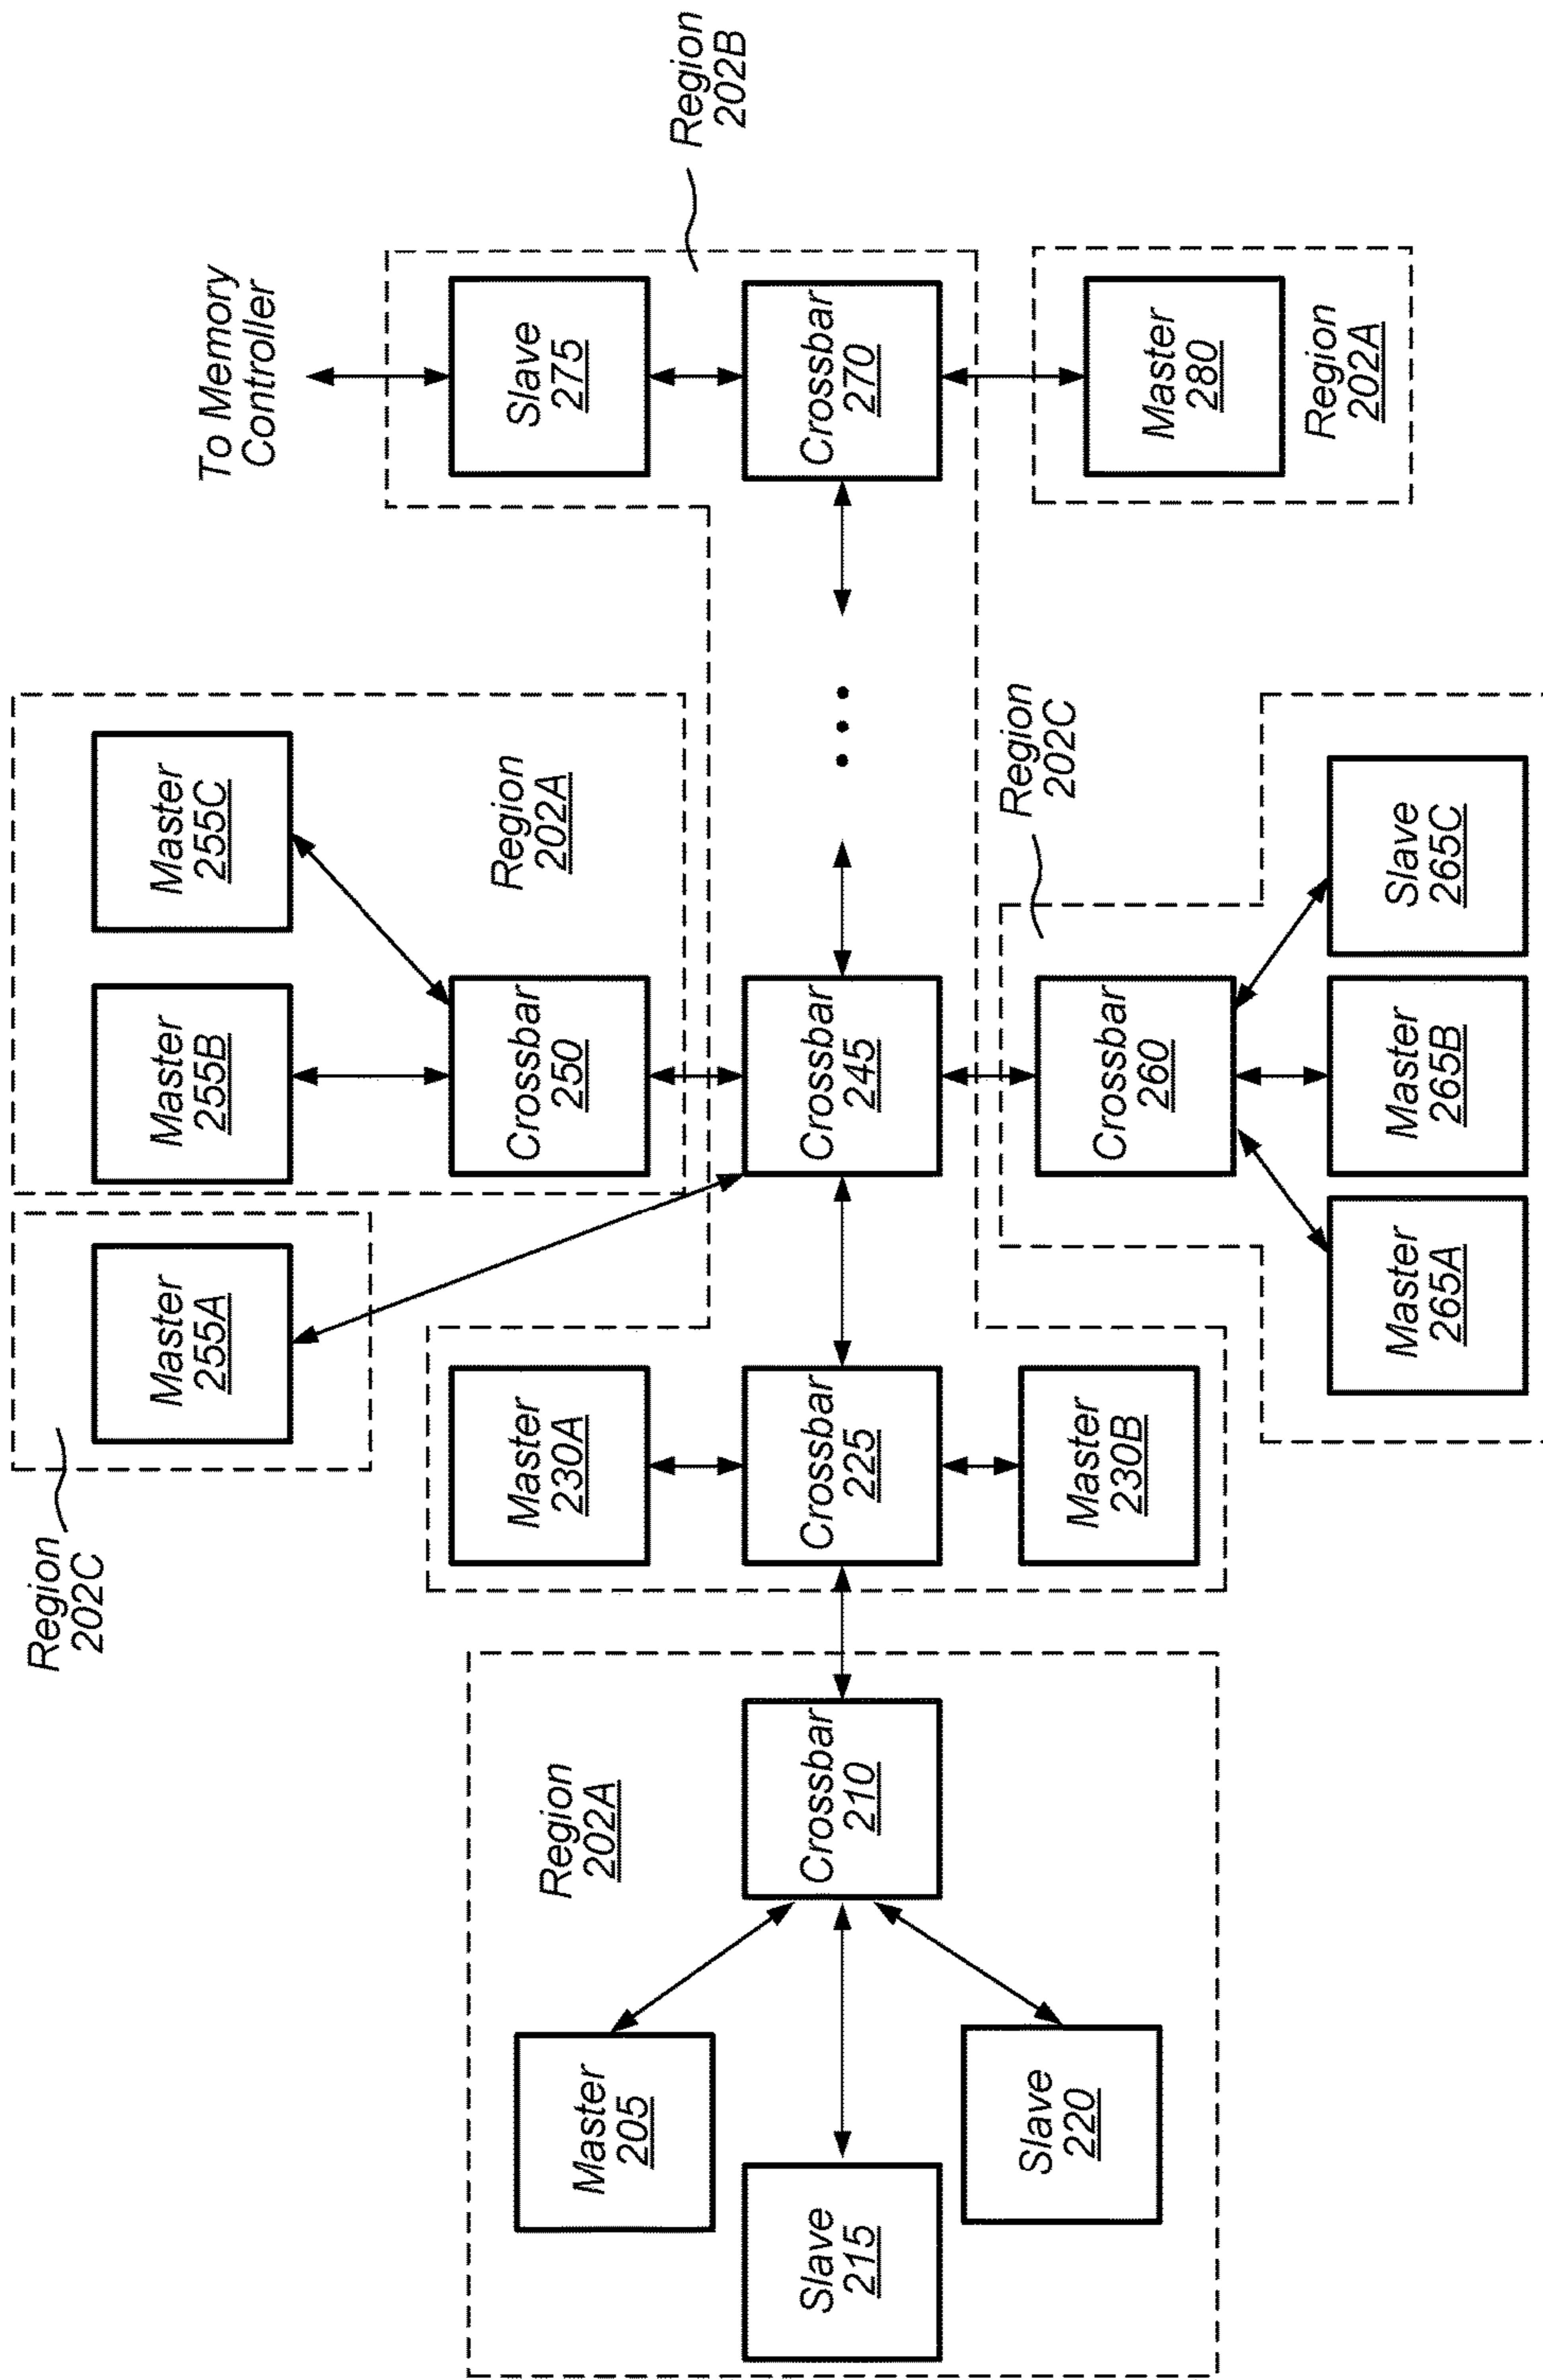 Region
202C
Master
255A
Master
255B
Master
255C
Region
202A
To Memory
Controller
Region
202B
Region
202A
Master
205
Master
230A
Crossbar
250
Slave
275
Slave
215
Crossbar
210
Crossbar
225
Crossbar
245
Crossbar
270
Slave
220
Master
230B
Region
202C
Crossbar
260
Master
280
Region
202A
Master
265A
Master
265B
Slave
265C